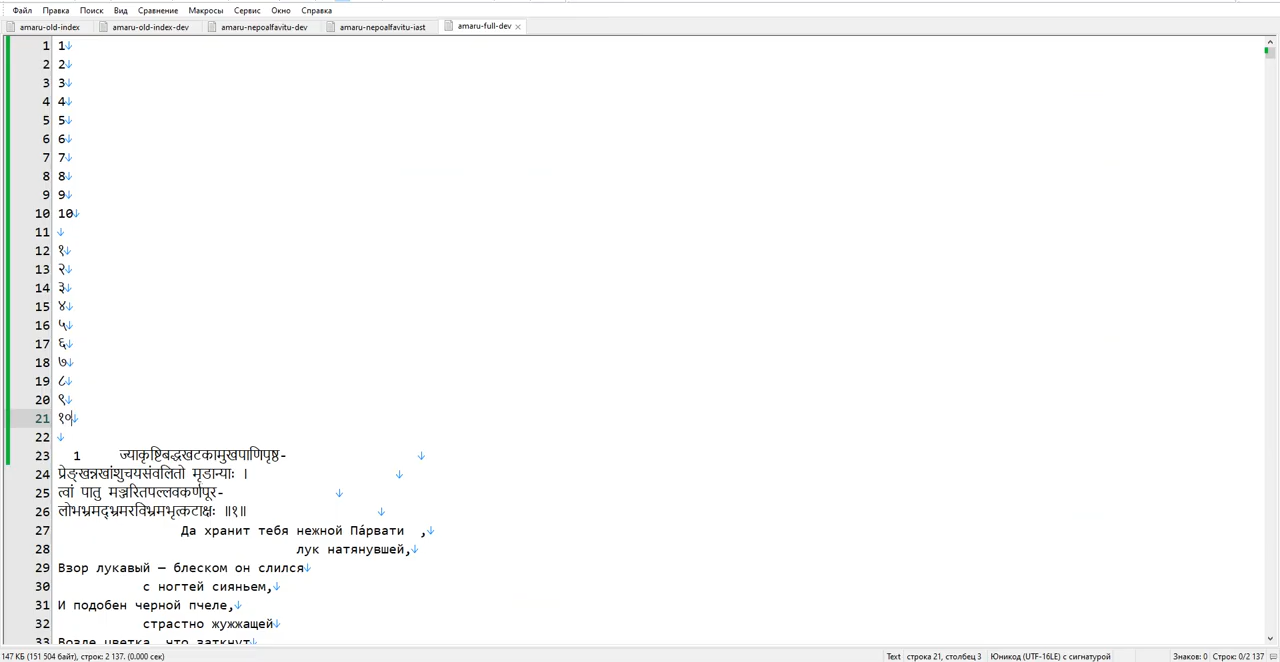 Файл Правка Поиск Вид Сравнение Макросы Сервис Окно Справка
amaru-old-index amaru-old-index-dev amaru-nepoalfavitu-dev amaru-nepoalfavitu-iast amaru-full-dev
1 1↓
2 2↓
3 3↓
4 4↓
5 5↓
6 6↓
7 7↓
8 8↓
9 9↓
10 10↓
11 ↓
12 १↓
13 २↓
14 ३↓
15 ४↓
16 ५↓
17 ६↓
18 ७↓
19 ८↓
20 ९↓
21 १०↓
22 ↓
23 1 ज्याकृष्टिबद्धखटकामुखपाणिपृष्ठ- ↓
24 प्रेङ्खन्नखांशुचयसंवलितो मृडान्याः । ↓
25 त्वां पातु मञ्जरितपल्लवकर्णपूर- ↓
26 लोभभ्रमद्भ्रमरविभ्रमभृत्कटाक्षः ॥१॥ ↓
27 Да хранит тебя нежной Па́рвати ,↓
28 лук натянувшей,↓
29 Взор лукавый — блеском он слился↓
30 с ногтей сияньем,↓
31 И подобен черной пчеле,↓
32 страстно жужжащей↓
33 Возле цветка, что заткнут↓
147 КБ (151 504 байт), строк: 2 137. (0.000 сек) Text строка 21, столбец 3 Юникод (UTF-16LE) с сигнатурой Знаков: 0 Строк: 0/2 137